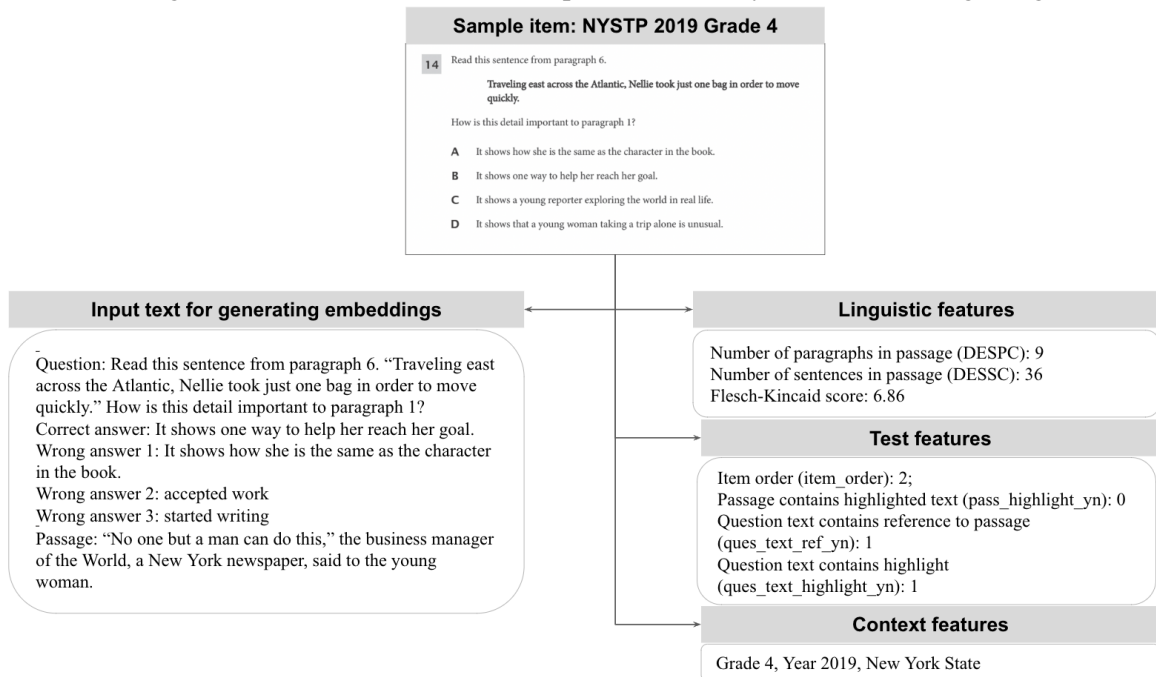 Sample item: NYSTP 2019 Grade 4
14
Read this sentence from paragraph 6.
Traveling east across the Atlantic, Nellie took just one bag in order to move
quickly.
How is this detail important to paragraph 1?
A It shows how she is the same as the character in the book.
B It shows one way to help her reach her goal.
C It shows a young reporter exploring the world in real life.
D It shows that a young woman taking a trip alone is unusual.
Input text for generating embeddings
Question: Read this sentence from paragraph 6. “Traveling east
across the Atlantic, Nellie took just one bag in order to move
quickly.” How is this detail important to paragraph 1?
Correct answer: It shows one way to help her reach her goal.
Wrong answer 1: It shows how she is the same as the character
in the book.
Wrong answer 2: accepted work
Wrong answer 3: started writing
Passage: “No one but a man can do this,” the business manager
of the World, a New York newspaper, said to the young
woman.
Linguistic features
Number of paragraphs in passage (DESPC): 9
Number of sentences in passage (DESSC): 36
Flesch-Kincaid score: 6.86
Test features
Item order (item_order): 2;
Passage contains highlighted text (pass_highlight_yn): 0
Question text contains reference to passage
(ques_text_ref_yn): 1
Question text contains highlight
(ques_text_highlight_yn): 1
Context features
Grade 4, Year 2019, New York State